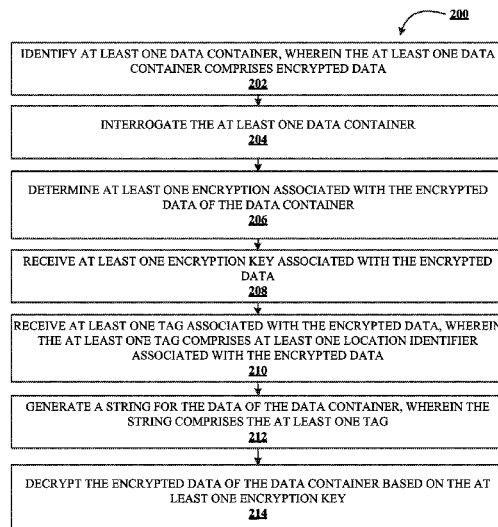 200
IDENTIFY AT LEAST ONE DATA CONTAINER, WHEREIN THE AT LEAST ONE DATA
CONTAINER COMPRISES ENCRYPTED DATA
202
INTERROGATE THE AT LEAST ONE DATA CONTAINER
204
DETERMINE AT LEAST ONE ENCRYPTION ASSOCIATED WITH THE ENCRYPTED
DATA OF THE DATA CONTAINER
206
RECEIVE AT LEAST ONE ENCRYPTION KEY ASSOCIATED WITH THE ENCRYPTED
DATA
208
RECEIVE AT LEAST ONE TAG ASSOCIATED WITH THE ENCRYPTED DATA, WHEREIN
THE AT LEAST ONE TAG COMPRISES AT LEAST ONE LOCATION IDENTIFIER
ASSOCIATED WITH THE ENCRYPTED DATA
210
GENERATE A STRING FOR THE DATA OF THE DATA CONTAINER, WHEREIN THE
STRING COMPRISES THE AT LEAST ONE TAG
212
DECRYPT THE ENCRYPTED DATA OF THE DATA CONTAINER BASED ON THE AT
LEAST ONE ENCRYPTION KEY
214